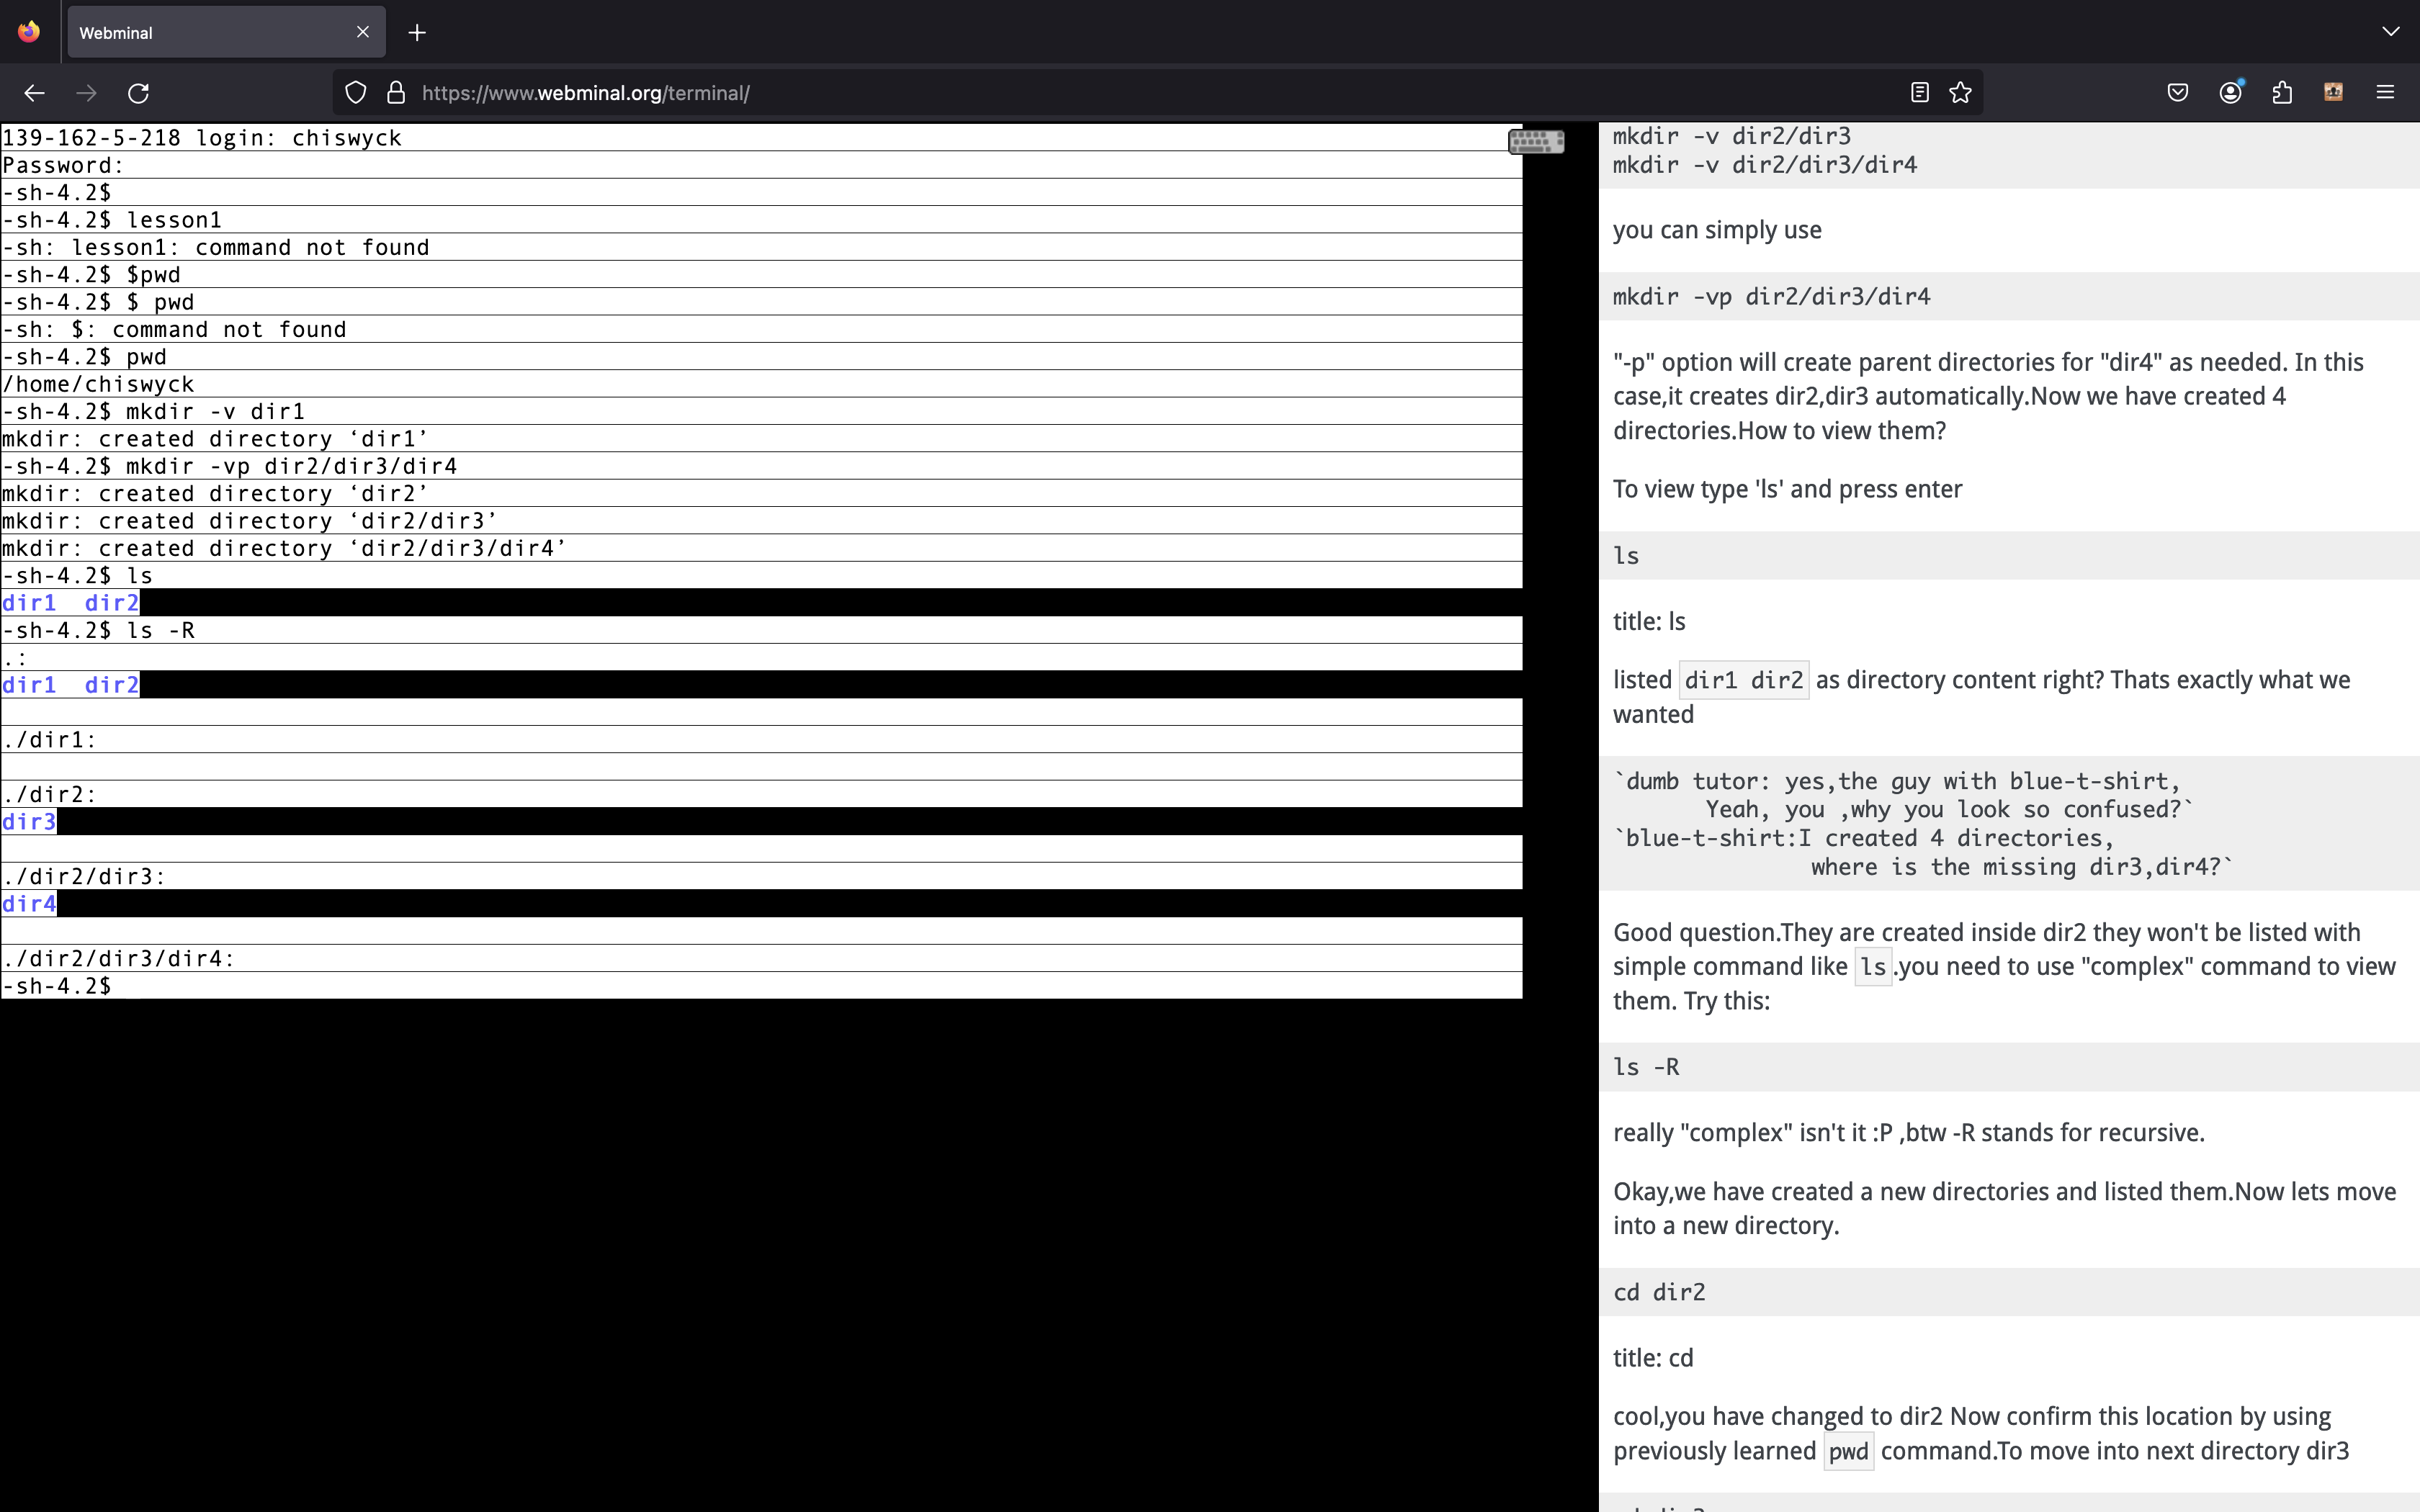 Webminal
https://www.webminal.org/terminal/
139-162-5-218 login: chiswyck
Password:
-sh-4.2$
-sh-4.2$ lesson1
-sh: lesson1: command not found
-sh-4.2$ $pwd
-sh-4.2$ $ pwd
-sh: $: command not found
-sh-4.2$ pwd
/home/chiswyck
-sh-4.2$ mkdir -v dir1
mkdir: created directory ‘dir1’
-sh-4.2$ mkdir -vp dir2/dir3/dir4
mkdir: created directory ‘dir2’
mkdir: created directory ‘dir2/dir3’
mkdir: created directory ‘dir2/dir3/dir4’
-sh-4.2$ ls
dir1  dir2
-sh-4.2$ ls -R
.:
dir1  dir2
./dir1:
./dir2:
dir3
./dir2/dir3:
dir4
./dir2/dir3/dir4:
-sh-4.2$
mkdir -v dir2/dir3
mkdir -v dir2/dir3/dir4
you can simply use
mkdir -vp dir2/dir3/dir4
"-p" option will create parent directories for "dir4" as needed. In this
case,it creates dir2,dir3 automatically.Now we have created 4
directories.How to view them?
To view type 'ls' and press enter
ls
title: ls
listed dir1 dir2 as directory content right? Thats exactly what we
wanted
`dumb tutor: yes,the guy with blue-t-shirt,
Yeah, you ,why you look so confused?`
`blue-t-shirt:I created 4 directories,
where is the missing dir3,dir4?`
Good question.They are created inside dir2 they won't be listed with
simple command like ls.you need to use "complex" command to view
them. Try this:
ls -R
really "complex" isn't it :P ,btw -R stands for recursive.
Okay,we have created a new directories and listed them.Now lets move
into a new directory.
cd dir2
title: cd
cool,you have changed to dir2 Now confirm this location by using
previously learned pwd command.To move into next directory dir3